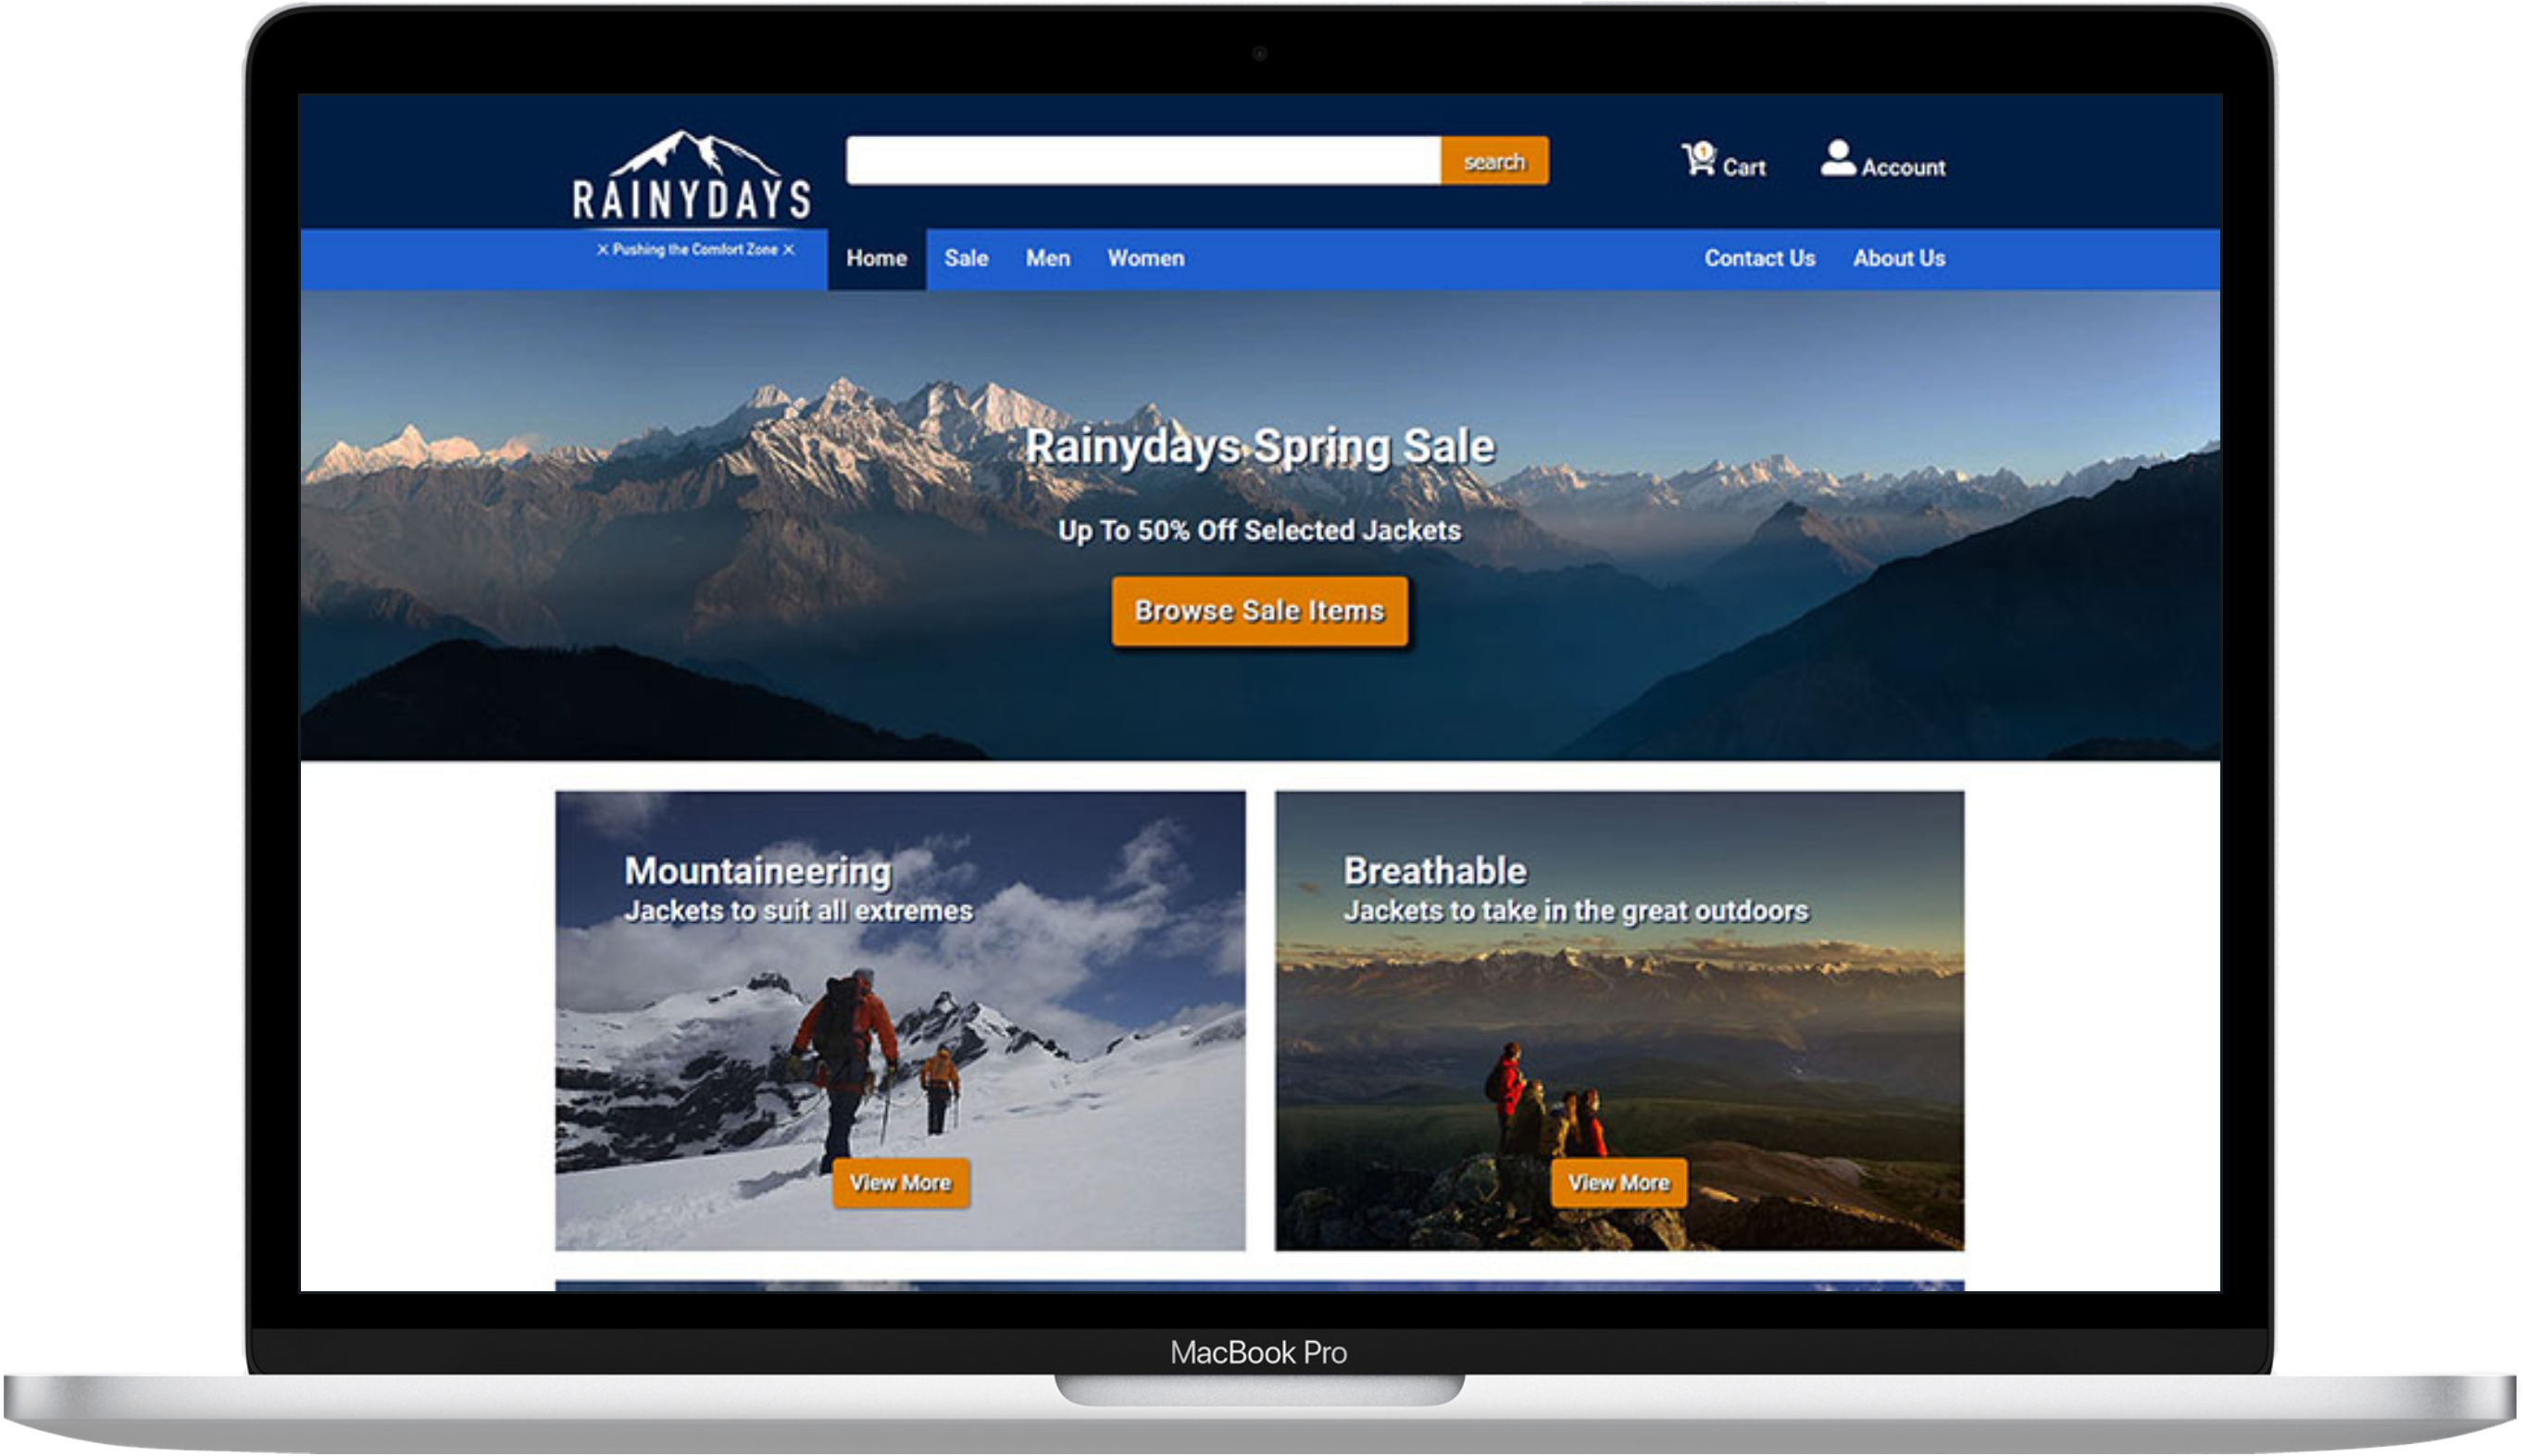 RAINYDAYS
Pushing the Comfort Zone
search
1
Cart
Account
Home
Sale
Men
Women
Contact Us
About Us
Rainydays Spring Sale
Up To 50% Off Selected Jackets
Browse Sale Items
Mountaineering
Jackets to suit all extremes
View More
Breathable
Jackets to take in the great outdoors
View More
MacBook Pro